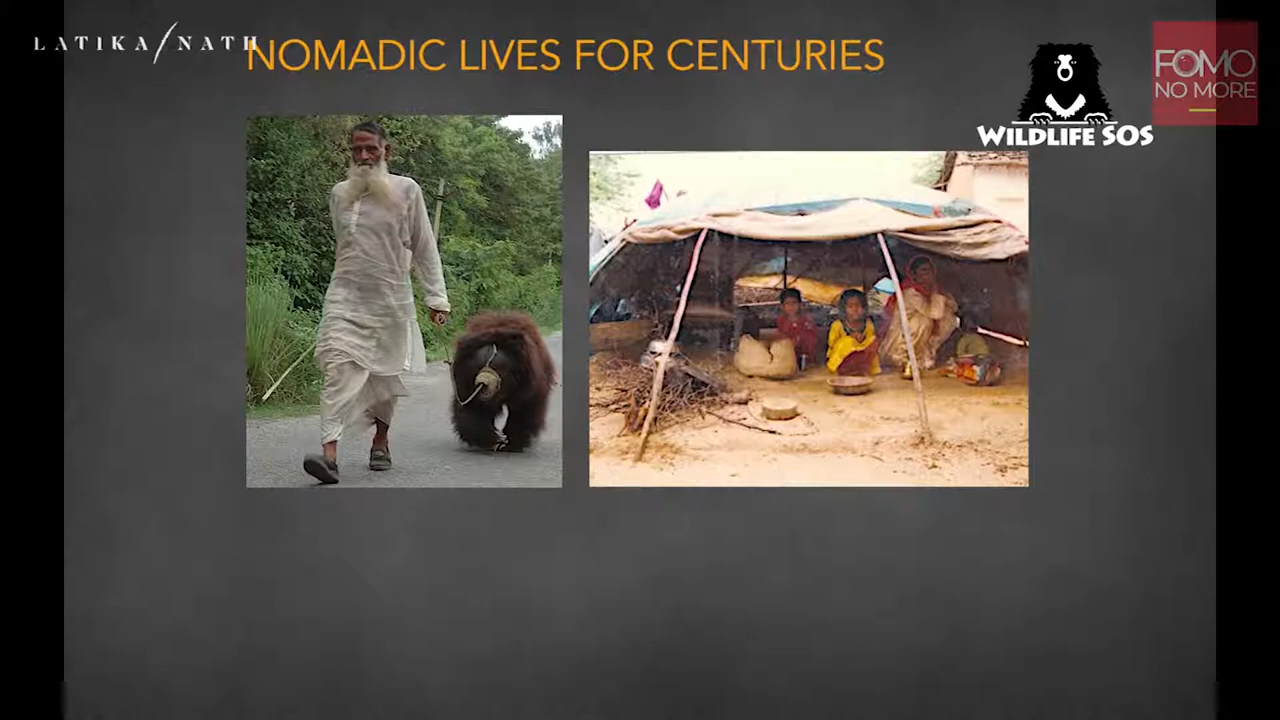 LATIKA/NATH
NOMADIC LIVES FOR CENTURIES
WILDLIFE SOS
FOMO
NO MORE